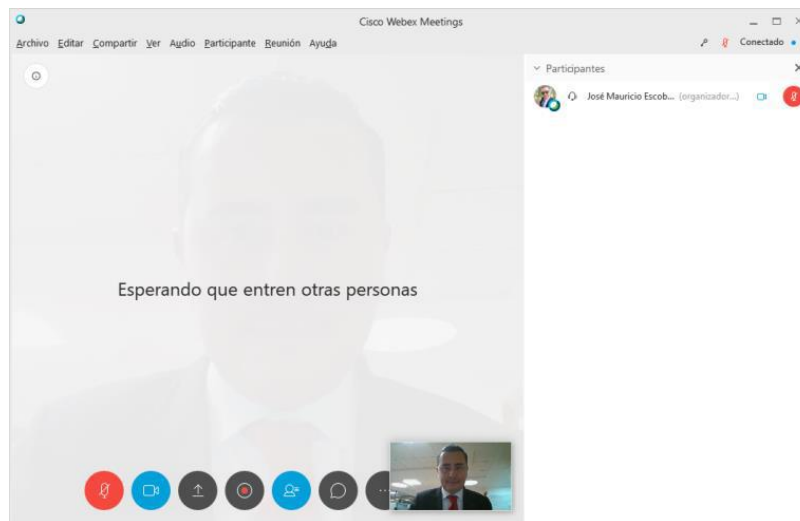 Cisco Webex Meetings
Archivo Editar Compartir Ver Audio Participante Reunión Ayuda
Conectado
Participantes
José Mauricio Escob... (organizador...)
Esperando que entren otras personas